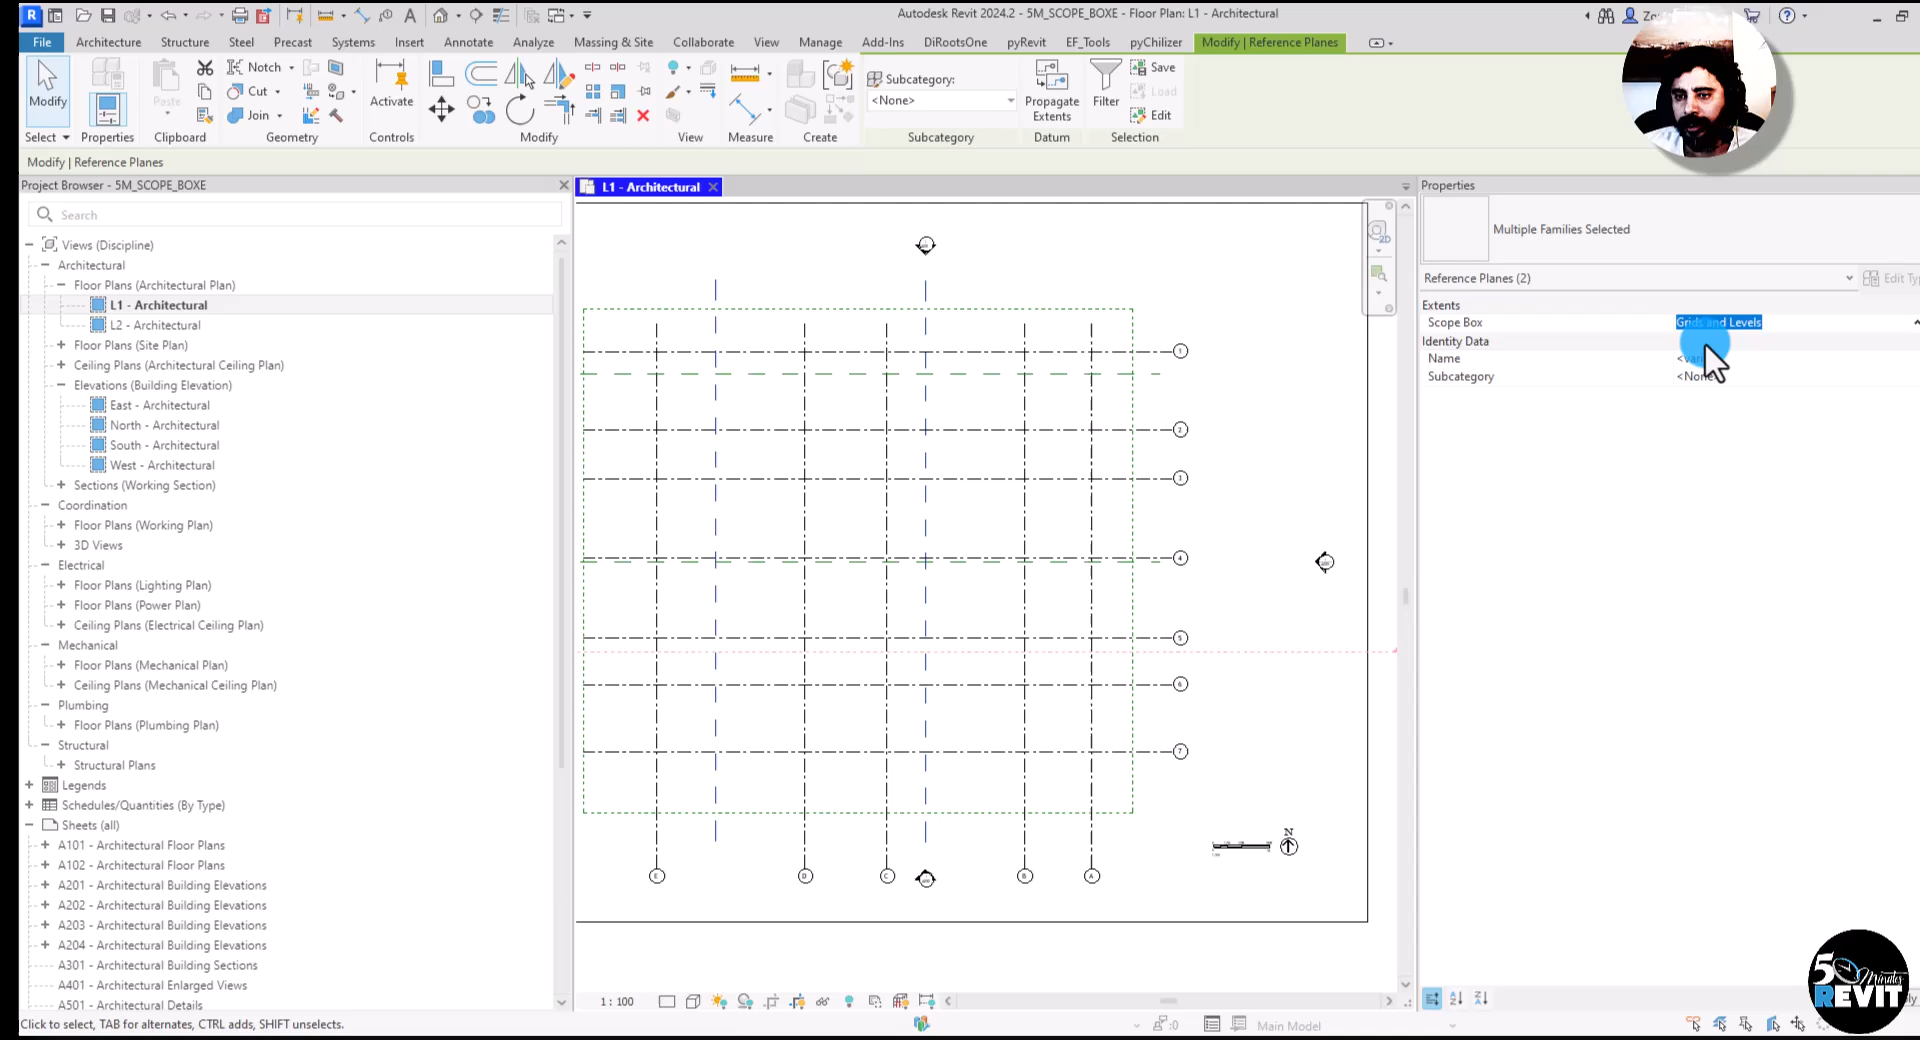 Autodesk Revit 2024.2 - 5M_SCOPE_BOXE - Floor Plan: L1 - Architectural
File Architecture Structure Steel Precast Systems Insert Annotate Analyze Massing & Site Collaborate View Manage Add-Ins DiRootsOne pyRevit EF_Tools pyChilizer Modify | Reference Planes
Modify
Paste
Notch
Cut
Join
Activate
Subcategory:
<None>
Propagate Extents
Filter
Save
Load
Edit
Select Properties Clipboard Geometry Controls Modify View Measure Create Subcategory Datum Selection
Modify | Reference Planes
Project Browser - 5M_SCOPE_BOXE
Search
Views (Discipline)
Architectural
Floor Plans (Architectural Plan)
L1 - Architectural
L2 - Architectural
Floor Plans (Site Plan)
Ceiling Plans (Architectural Ceiling Plan)
Elevations (Building Elevation)
East - Architectural
North - Architectural
South - Architectural
West - Architectural
Sections (Working Section)
Coordination
Floor Plans (Working Plan)
3D Views
Electrical
Floor Plans (Lighting Plan)
Floor Plans (Power Plan)
Ceiling Plans (Electrical Ceiling Plan)
Mechanical
Floor Plans (Mechanical Plan)
Ceiling Plans (Mechanical Ceiling Plan)
Plumbing
Floor Plans (Plumbing Plan)
Structural
Structural Plans
Legends
Schedules/Quantities (By Type)
Sheets (all)
A101 - Architectural Floor Plans
A102 - Architectural Floor Plans
A201 - Architectural Building Elevations
A202 - Architectural Building Elevations
A203 - Architectural Building Elevations
A204 - Architectural Building Elevations
A301 - Architectural Building Sections
A401 - Architectural Enlarged Views
A501 - Architectural Details
L1 - Architectural
2D
1
2
3
4
5
6
7
N
E D C B A
1 : 100
Properties
Multiple Families Selected
Reference Planes (2)
Edit Ty
Extents
Scope Box Grids and Levels
Identity Data
Name
Subcategory <None>
Click to select, TAB for alternates, CTRL adds, SHIFT unselects.
:0
Main Model
5 Minutes
REVIT